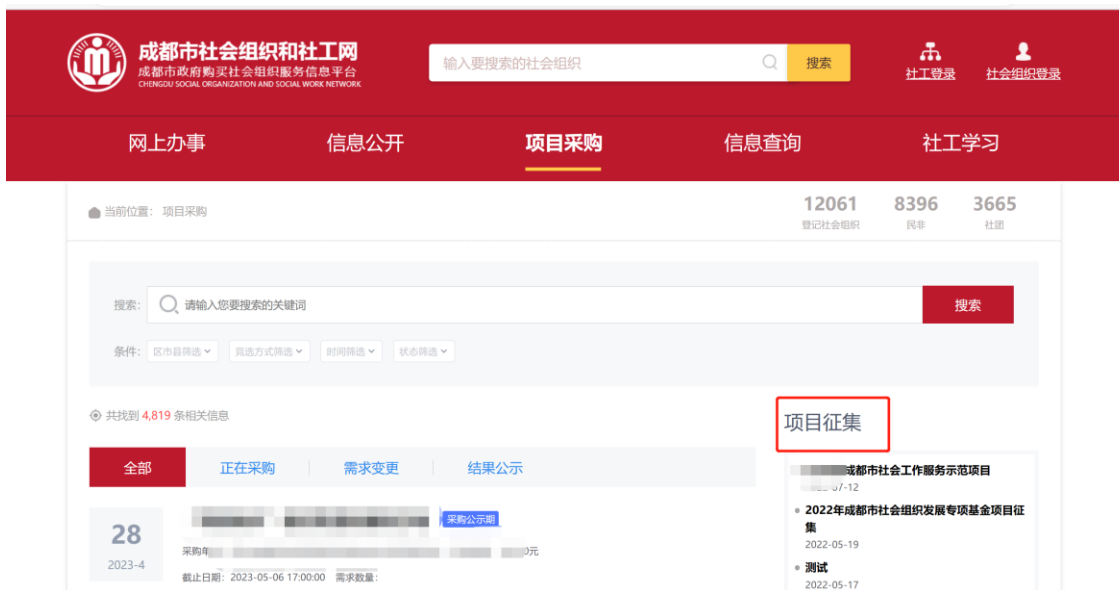 成都市社会组织和社工网
成都市政府购买社会组织服务信息平台
CHENGDU SOCIAL ORGANIZATION AND SOCIAL WORK NETWORK
输入要搜索的社会组织
搜索
社工登录
社会组织登录
网上办事
信息公开
项目采购
信息查询
社工学习
当前位置： 项目采购
12061
登记社会组织
8396
民非
3665
社团
搜索：
请输入您要搜索的关键词
搜索
条件：
区市县筛选
竞选方式筛选
时间筛选
状态筛选
共找到 4,819 条相关信息
全部
正在采购
需求变更
结果公示
28
2023-4
采购公示期
采购年
0元
截止日期：2023-05-06 17:00:00 需求数量：
项目征集
成都市社会工作服务示范项目
07-12
2022年成都市社会组织发展专项基金项目征
集
2022-05-19
测试
2022-05-17